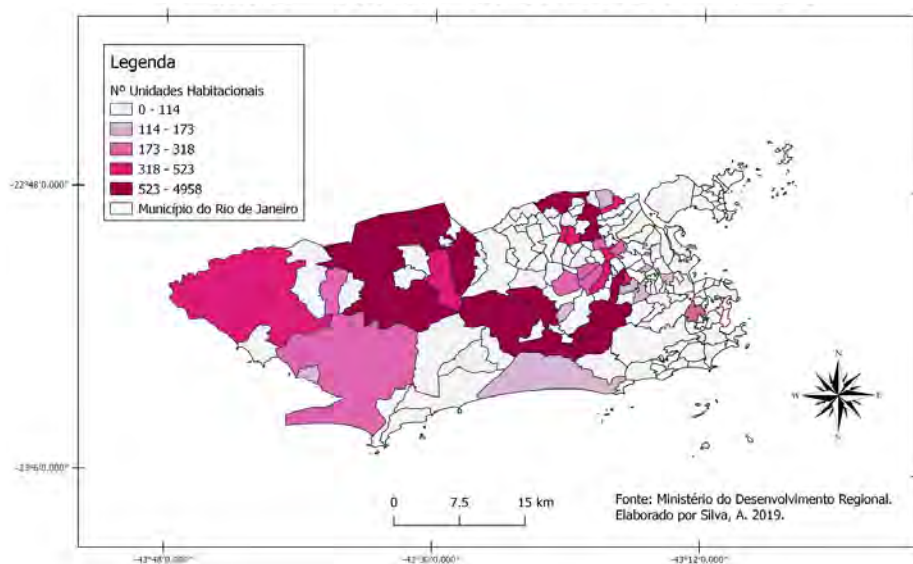 Legenda
Nº Unidades Habitacionais
0 - 114
114 - 173
173 - 318
318 - 523
523 - 4958
Município do Rio de Janeiro
-22°48'0.000"
-23°6'0.000"
N
W
E
0 7.5 15 km
Fonte: Ministério do Desenvolvimento Regional.
Elaborado por Silva, A. 2019.
-43°12'0.000"